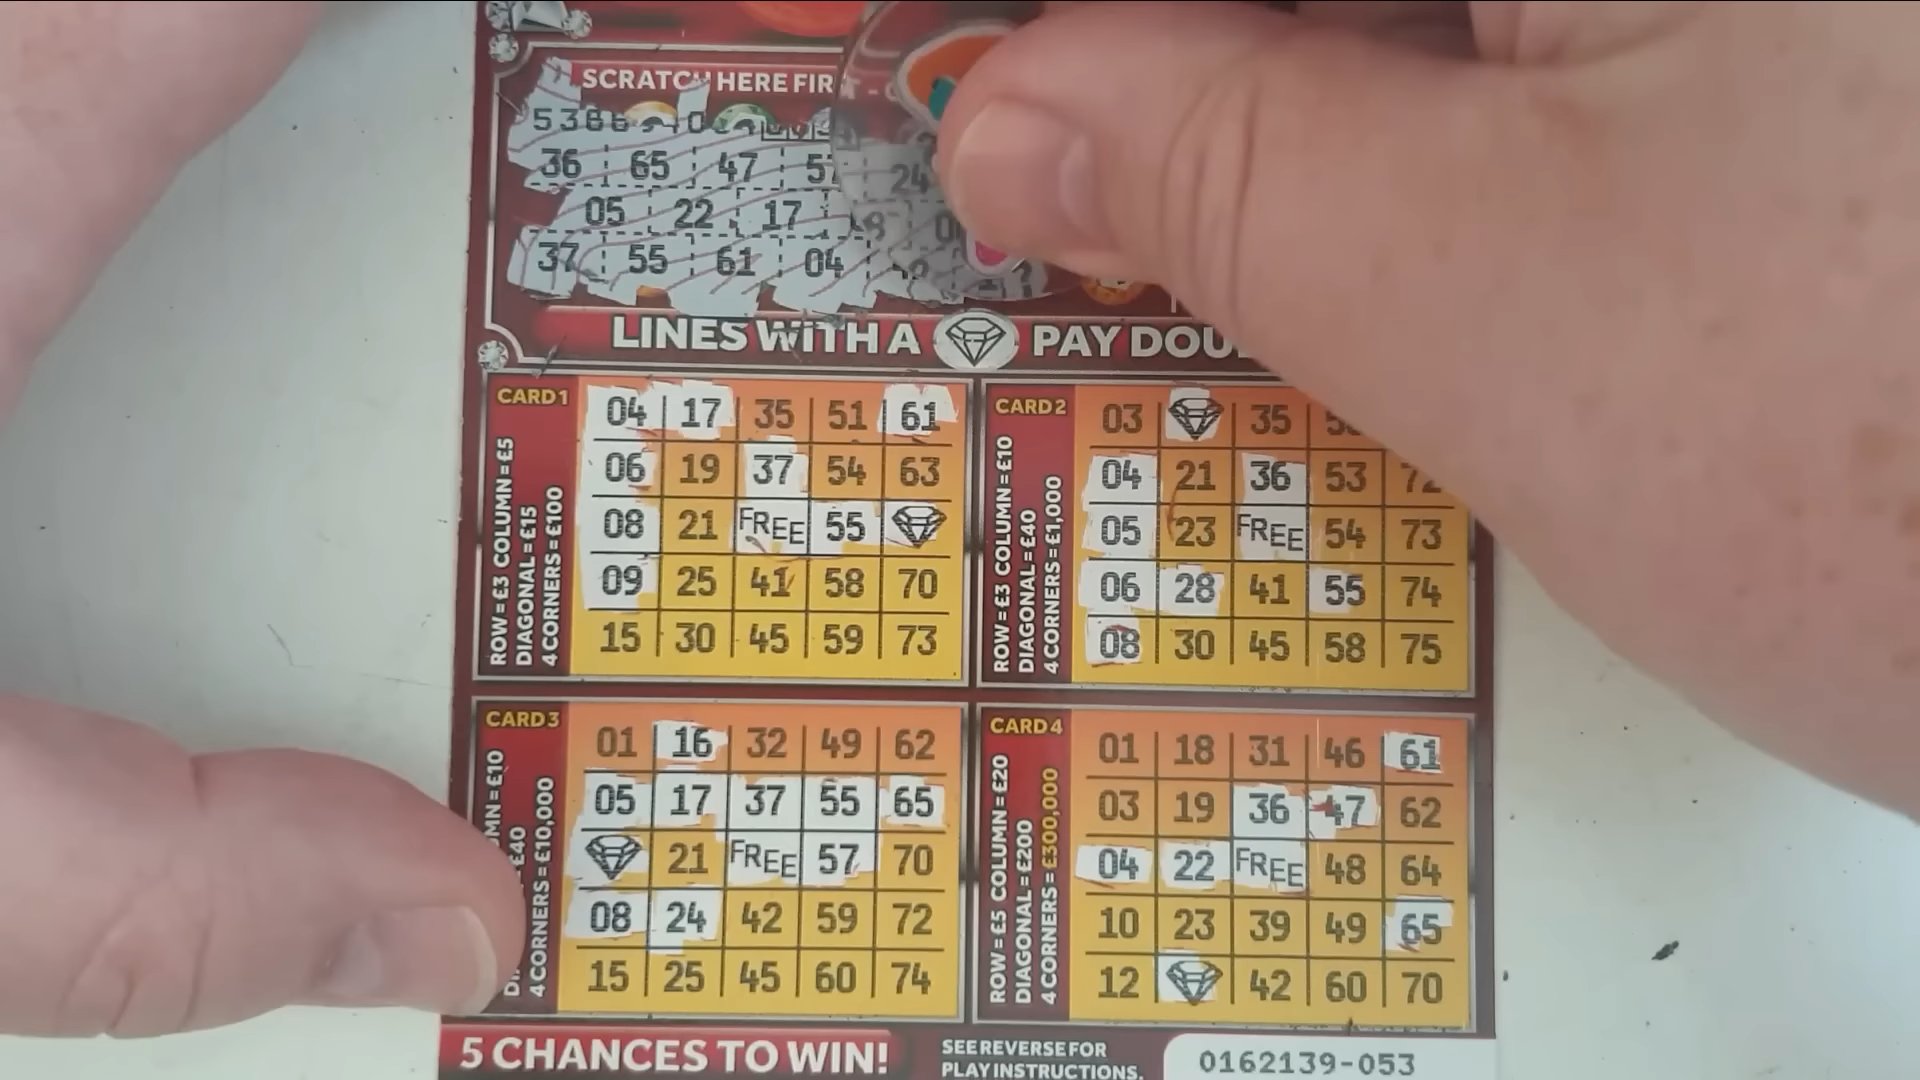 SCRATCH HERE FIR
36 65 47 57 24
05 22 17
37 55 61 04
LINES WITH A PAY DOU
CARD 1
ROW = £3 COLUMN = £5
DIAGONAL = £15
4 CORNERS = £100
04 17 35 51 61
06 19 37 54 63
08 21 FREE 55
09 25 41 58 70
15 30 45 59 73
CARD 2
ROW = £3 COLUMN = £10
DIAGONAL = £40
4 CORNERS = £1,000
03 35
04 21 36 53 72
05 23 FREE 54 73
06 28 41 55 74
08 30 45 58 75
CARD 3
MN = £10
£40
4 CORNERS = £10,000
01 16 32 49 62
05 17 37 55 65
21 FREE 57 70
08 24 42 59 72
15 25 45 60 74
CARD 4
ROW = £5 COLUMN = £20
DIAGONAL = £200
4 CORNERS = £300,000
01 18 31 46 61
03 19 36 47 62
04 22 FREE 48 64
10 23 39 49 65
12 42 60 70
5 CHANCES TO WIN!
SEE REVERSE FOR
PLAY INSTRUCTIONS.
0162139-053